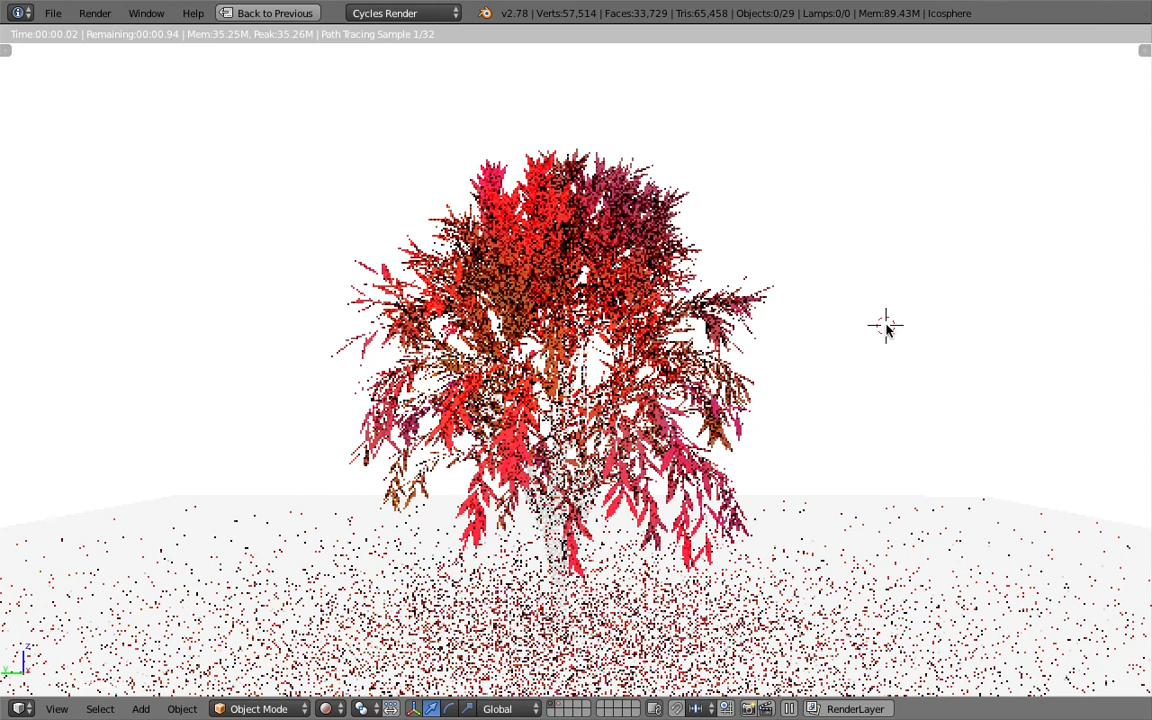 File Render Window Help Back to Previous Cycles Render v2.78 | Verts:57,514 | Faces:33,729 | Tris:65,458 | Objects:0/29 | Lamps:0/0 | Mem:89.43M | Icosphere
Time:00:00.02 | Remaining:00:00.94 | Mem:35.25M, Peak:35.26M | Path Tracing Sample 1/32
z
y
View Select Add Object Object Mode Global RenderLayer